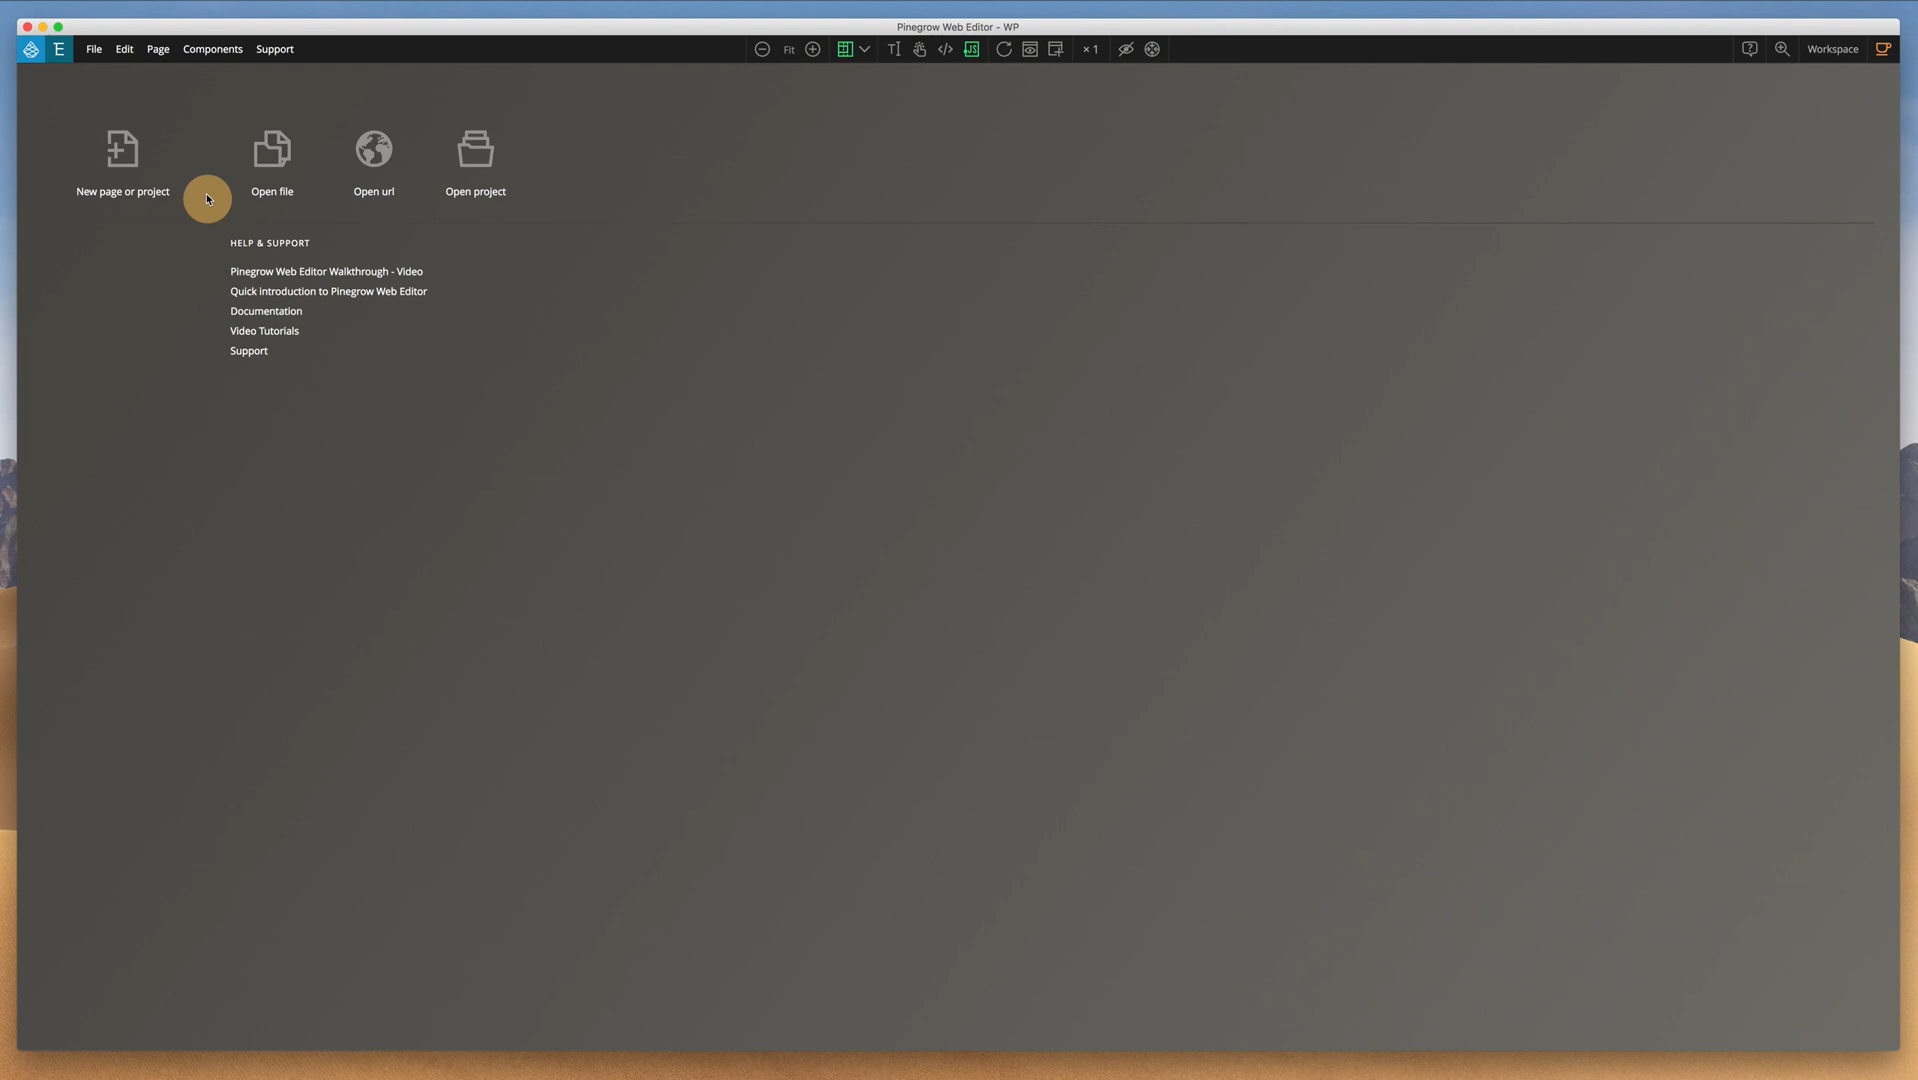 Pinegrow Web Editor - WP
E File Edit Page Components Support Fit </> JS × 1 Workspace
New page or project Open file Open url Open project
HELP & SUPPORT
Pinegrow Web Editor Walkthrough - Video
Quick introduction to Pinegrow Web Editor
Documentation
Video Tutorials
Support